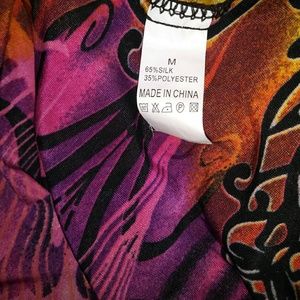 M
65%SILK
35%POLYESTER
MADE IN CHINA